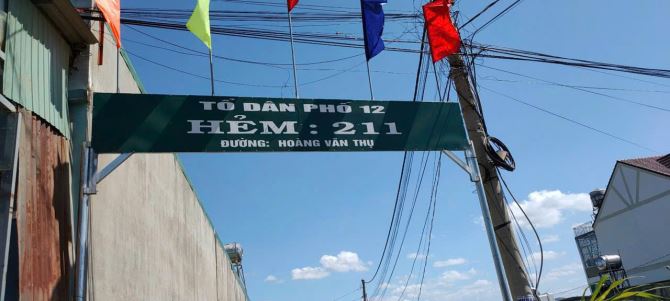 TỔ DÂN PHỐ 12
HẺM : 211
ĐƯỜNG: HOÀNG VĂN THỤ